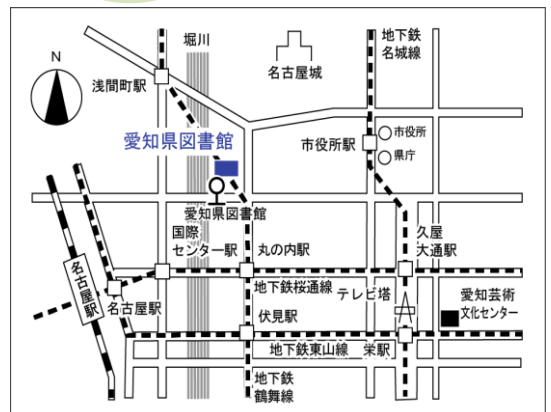 N
堀川
地下鉄
名城線
名古屋城
浅間町駅
愛知県図書館
市役所駅
市役所
県庁
愛知県図書館
国際
センター駅
丸の内駅
久屋
大通駅
名古屋駅
名古屋駅
地下鉄桜通線
テレビ塔
愛知芸術
文化センター
伏見駅
地下鉄東山線
栄駅
地下鉄
鶴舞線